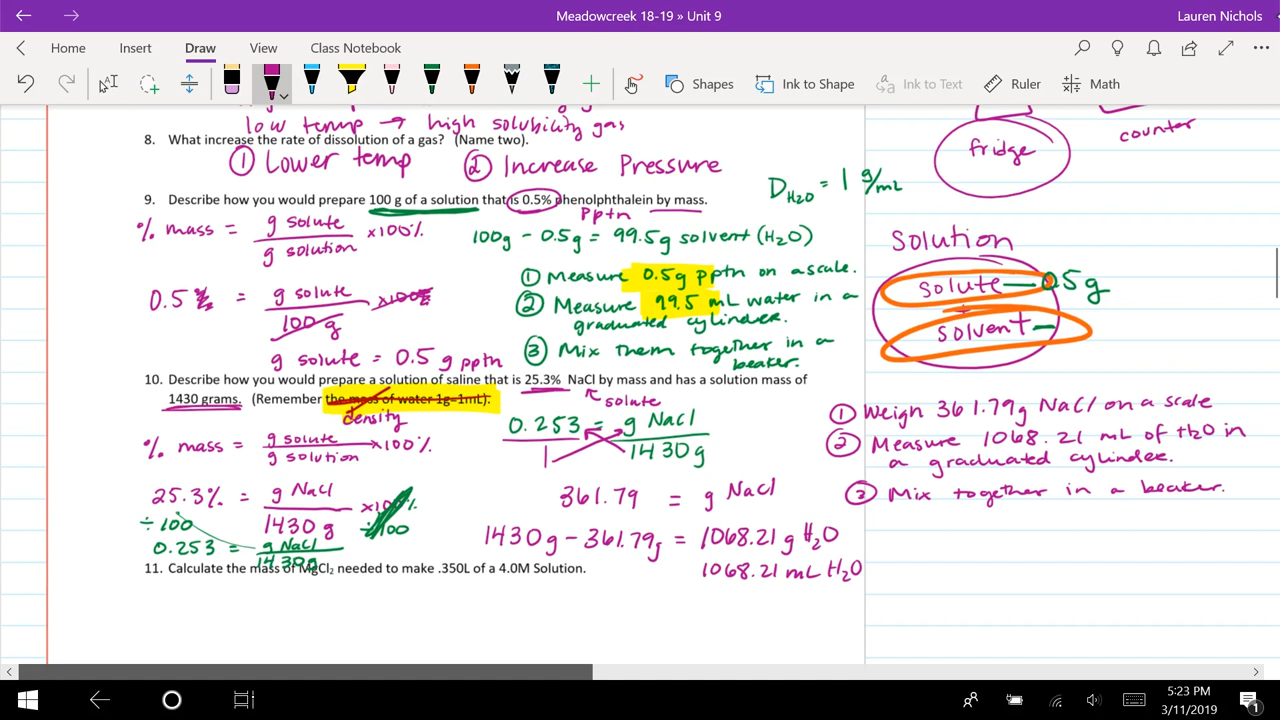 Meadowcreek 18-19 » Unit 9
Lauren Nichols
Home Insert Draw View Class Notebook
Shapes Ink to Shape Ink to Text Ruler Math
low temp → high solubility gas
8. What increase the rate of dissolution of a gas? (Name two).
① Lower temp ② Increase Pressure
9. Describe how you would prepare 100 g of a solution that is 0.5% phenolphthalein by mass.
pptn
% mass = g solute / g solution ×100%
100g - 0.5g = 99.5g solvent (H2O)
D H2O = 1 g/mL
0.5 % = g solute / 100 g ×100%
① Measure 0.5g pptn on a scale.
② Measure 99.5 mL water in a
graduated cylinder.
③ Mix them together in a
beaker.
g solute = 0.5 g pptn
10. Describe how you would prepare a solution of saline that is 25.3% NaCl by mass and has a solution mass of
1430 grams. (Remember the mass of water 1g=1mL).
density
solute
% mass = g solute / g solution ×100%
0.253 / 1 = g NaCl / 1430g
25.3% = g NaCl / 1430 g ×100%
÷100 ÷100
0.253 = g NaCl / 1430g
361.79 = g NaCl
1430g - 361.79g = 1068.21 g H2O
1068.21 mL H2O
11. Calculate the mass of MgCl2 needed to make .350L of a 4.0M Solution.
fridge
counter
Solution
solute — 0.5g
+
solvent —
① Weigh 361.79g NaCl on a scale
② Measure 1068.21 mL of H2O in
a graduated cylinder.
③ Mix together in a beaker.
5:23 PM
3/11/2019
1